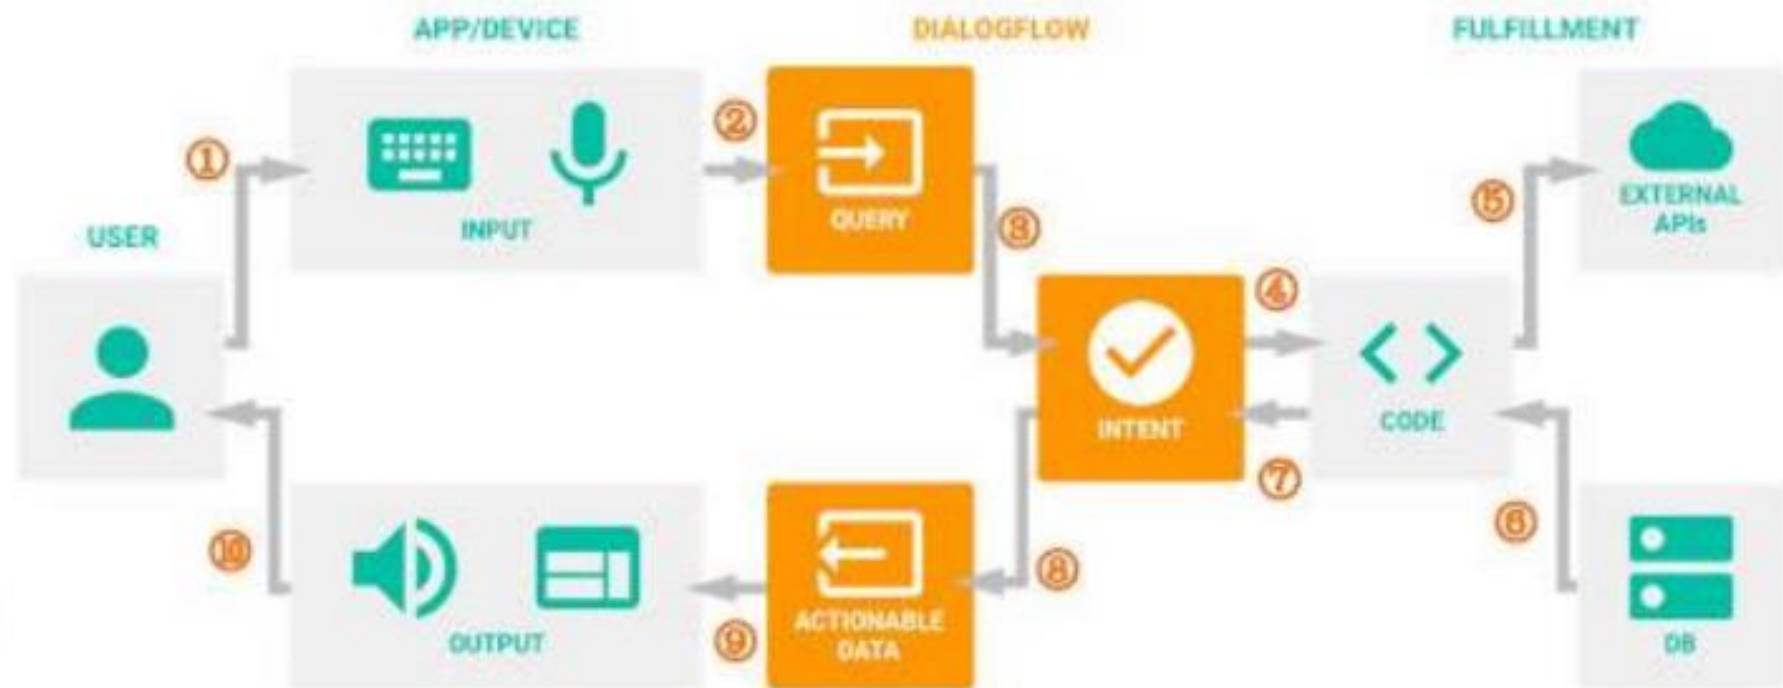 APP/DEVICE
DIALOGFLOW
FULFILLMENT
①
②
QUERY
③
INPUT
USER
④
⑤
EXTERNAL
APIs
INTENT
CODE
⑦
⑥
⑩
OUTPUT
⑨
ACTIONABLE
DATA
⑧
DB